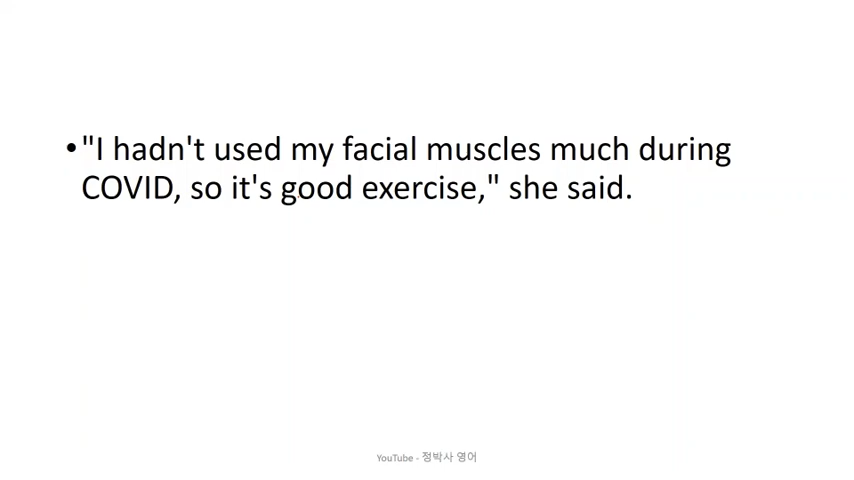 •"I hadn't used my facial muscles much during
COVID, so it's good exercise," she said.
YouTube - 정박사 영어